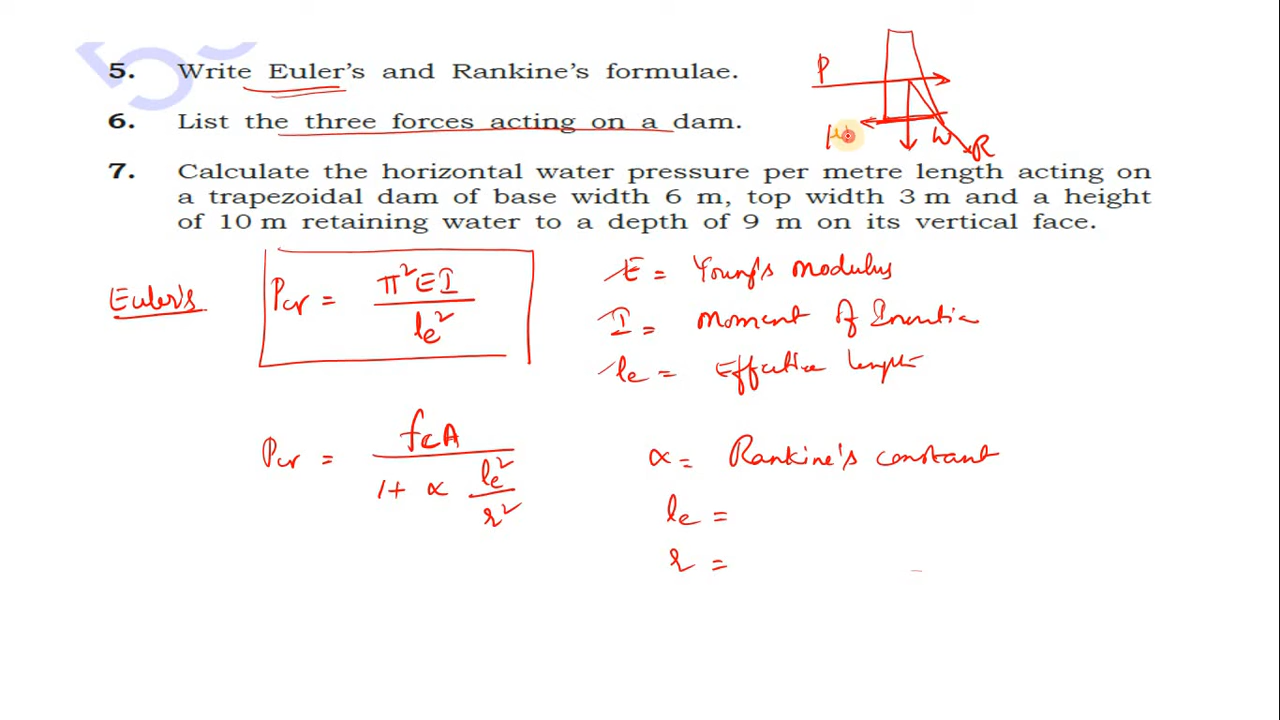 5. Write Euler's and Rankine's formulae.
6. List the three forces acting on a dam.
7. Calculate the horizontal water pressure per metre length acting on
a trapezoidal dam of base width 6 m, top width 3 m and a height
of 10 m retaining water to a depth of 9 m on its vertical face.
P
W
R
Euler's
Pcr = π²EI / le²
E = Young's modulus
I = Moment of Inertia
le = Effective length
Pcr = fcA / (1 + α le²/r²)
α = Rankine's constant
le =
r =